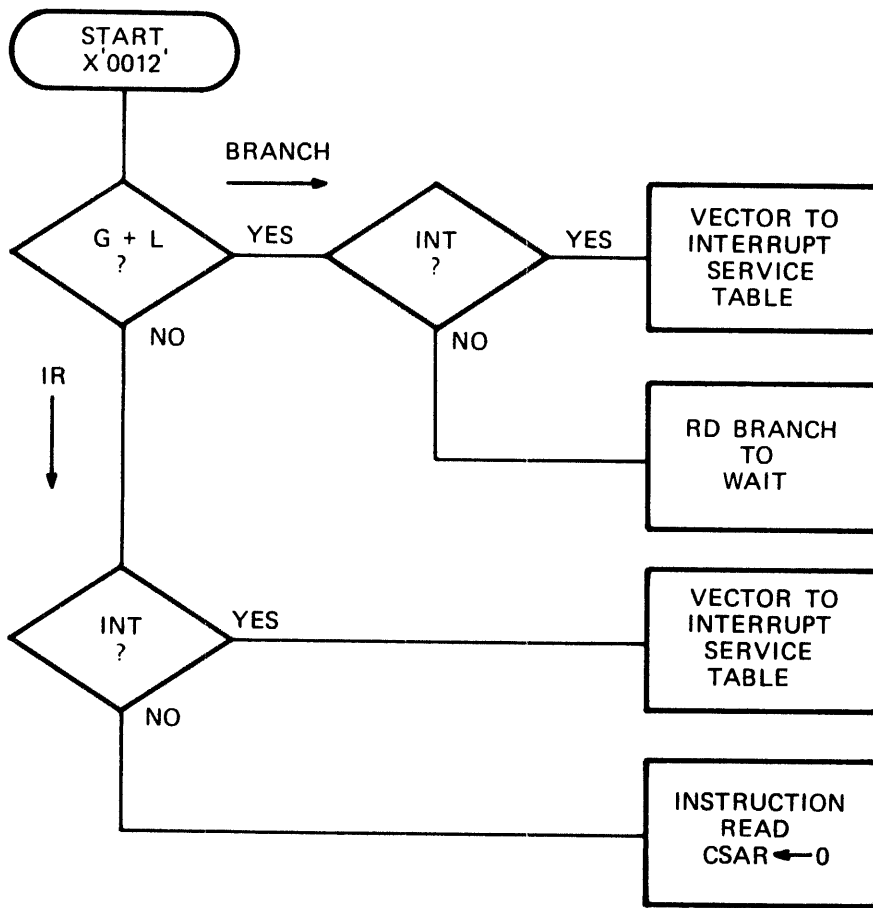 START
X'0012'
BRANCH
G + L
?
YES
INT
?
YES
VECTOR TO
INTERRUPT
SERVICE
TABLE
NO
NO
IR
RD BRANCH
TO
WAIT
INT
?
YES
VECTOR TO
INTERRUPT
SERVICE
TABLE
NO
INSTRUCTION
READ
CSAR ← 0